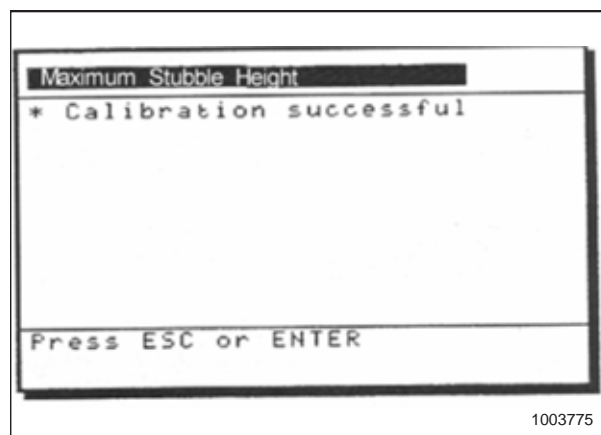 Maximum Stubble Height
* Calibration successful
Press ESC or ENTER
1003775